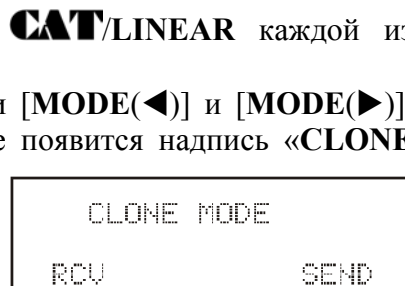 CAT/LINEAR каждой из
и [MODE(◀)] и [MODE(▶)]
е появится надпись «CLONE
CLONE MODE
RCV SEND